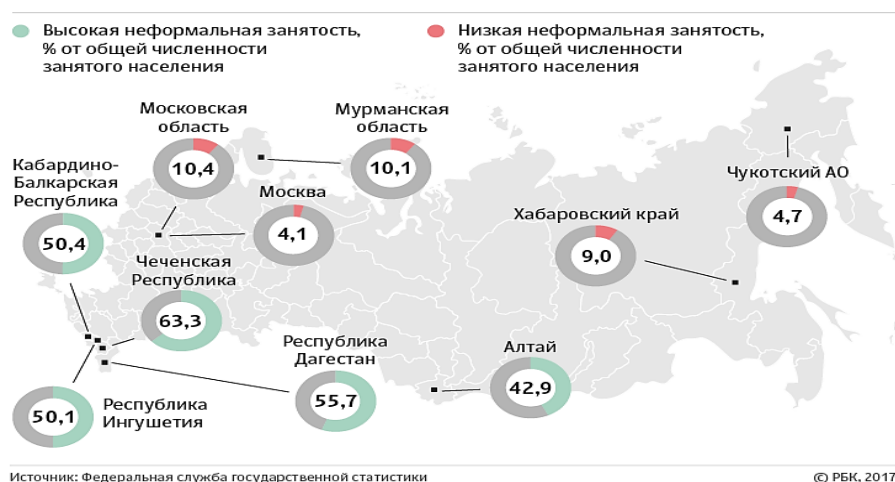 Высокая неформальная занятость,
% от общей численности
занятого населения
Низкая неформальная занятость,
% от общей численности
занятого населения
Московская
область
10,4
Мурманская
область
10,1
Кабардино-
Балкарская
Республика
50,4
Москва
4,1
Чукотский АО
4,7
Хабаровский край
9,0
Чеченская
Республика
63,3
Республика
Дагестан
55,7
Алтай
42,9
50,1
Республика
Ингушетия
Источник: Федеральная служба государственной статистики
© РБК, 2017